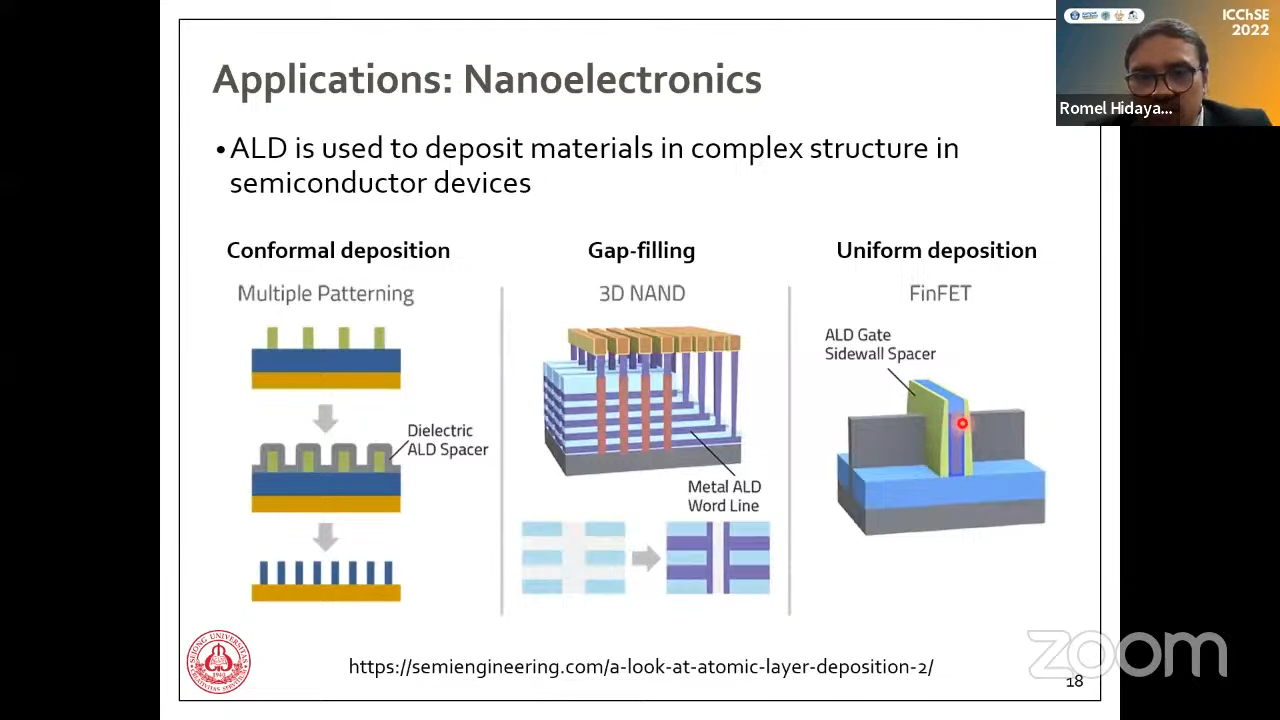 Applications: Nanoelectronics
• ALD is used to deposit materials in complex structure in
semiconductor devices
Conformal deposition
Multiple Patterning
Dielectric
ALD Spacer
Gap-filling
3D NAND
Metal ALD
Word Line
Uniform deposition
FinFET
ALD Gate
Sidewall Spacer
https://semiengineering.com/a-look-at-atomic-layer-deposition-2/
18
ICChSE
2022
Romel Hidaya...
zoom